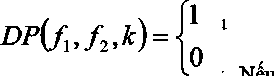 DP(f₁, f₂, k) = { 1
0
Nếu